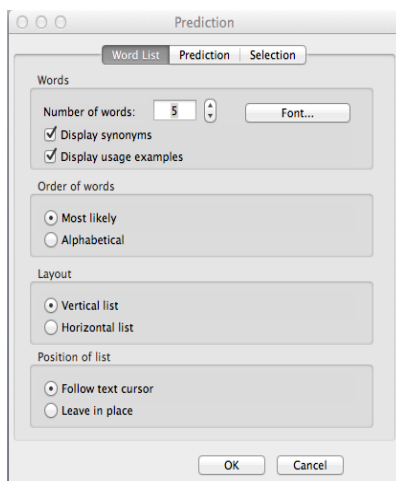 Prediction
Word List Prediction Selection
Words
Number of words: 5 Font...
Display synonyms
Display usage examples
Order of words
Most likely
Alphabetical
Layout
Vertical list
Horizontal list
Position of list
Follow text cursor
Leave in place
OK Cancel